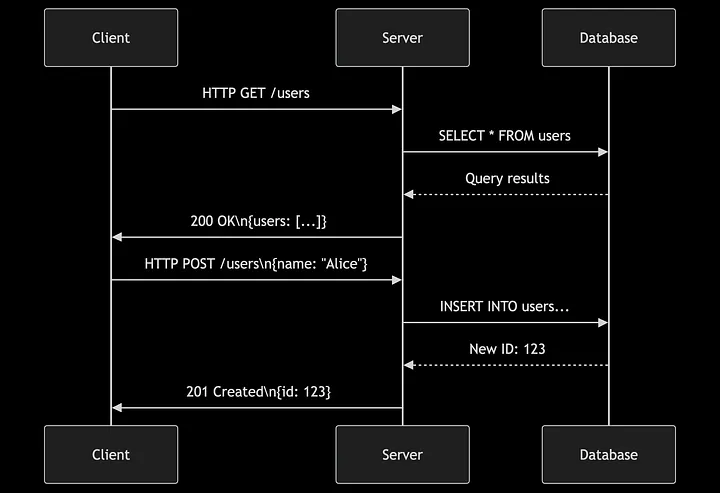 Client
Server
Database
HTTP GET /users
SELECT * FROM users
Query results
200 OK\n{users: [...]}
HTTP POST /users\n{name: "Alice"}
INSERT INTO users...
New ID: 123
201 Created\n{id: 123}
Client
Server
Database